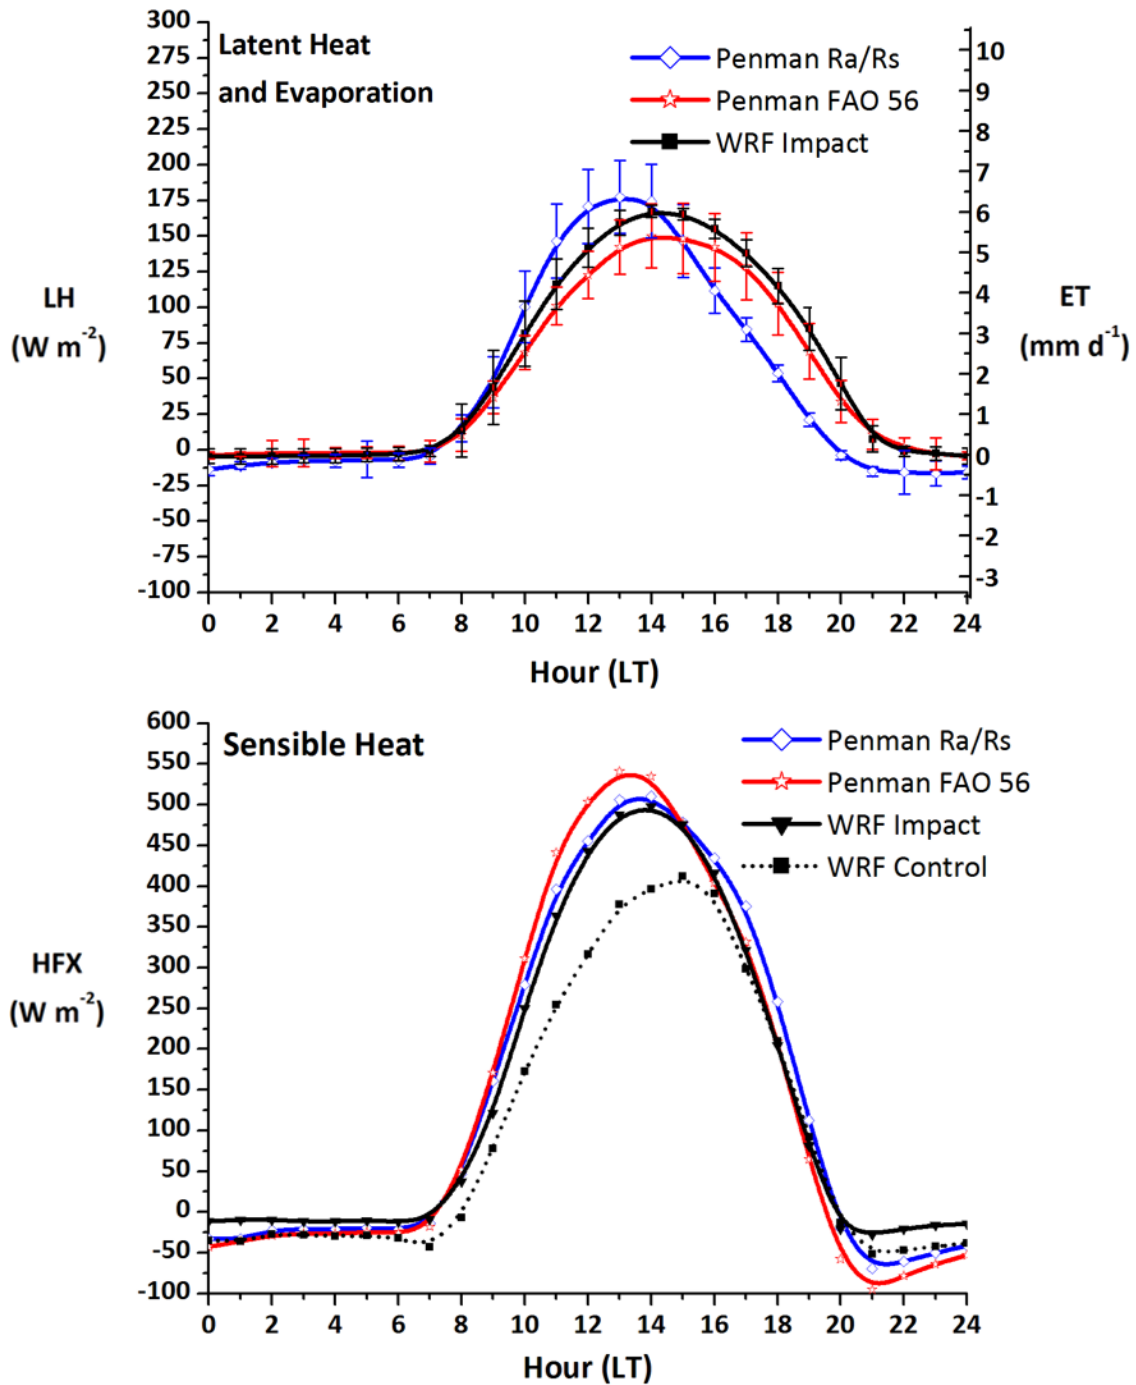 Latent Heat
and Evaporation
Penman Ra/Rs
Penman FAO 56
WRF Impact
300
275
250
225
200
175
150
125
100
75
50
25
0
-25
-50
-75
-100
LH
(W m⁻²)
10
9
8
7
6
5
4
3
2
1
0
-1
-2
-3
ET
(mm d⁻¹)
0 2 4 6 8 10 12 14 16 18 20 22 24
Hour (LT)
Sensible Heat
Penman Ra/Rs
Penman FAO 56
WRF Impact
WRF Control
600
550
500
450
400
350
300
250
200
150
100
50
0
-50
-100
HFX
(W m⁻²)
0 2 4 6 8 10 12 14 16 18 20 22 24
Hour (LT)